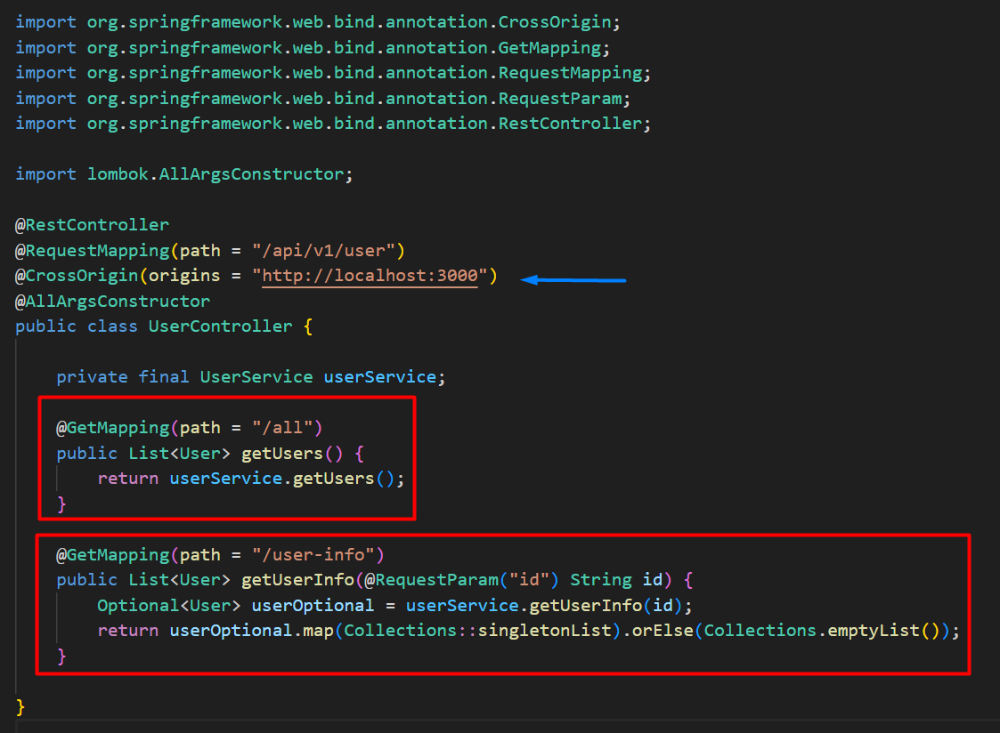 import org.springframework.web.bind.annotation.CrossOrigin;
import org.springframework.web.bind.annotation.GetMapping;
import org.springframework.web.bind.annotation.RequestMapping;
import org.springframework.web.bind.annotation.RequestParam;
import org.springframework.web.bind.annotation.RestController;
import lombok.AllArgsConstructor;
@RestController
@RequestMapping(path = "/api/v1/user")
@CrossOrigin(origins = "http://localhost:3000")
@AllArgsConstructor
public class UserController {
private final UserService userService;
@GetMapping(path = "/all")
public List<User> getUsers() {
return userService.getUsers();
}
@GetMapping(path = "/user-info")
public List<User> getUserInfo(@RequestParam("id") String id) {
Optional<User> userOptional = userService.getUserInfo(id);
return userOptional.map(Collections::singletonList).orElse(Collections.emptyList());
}
}